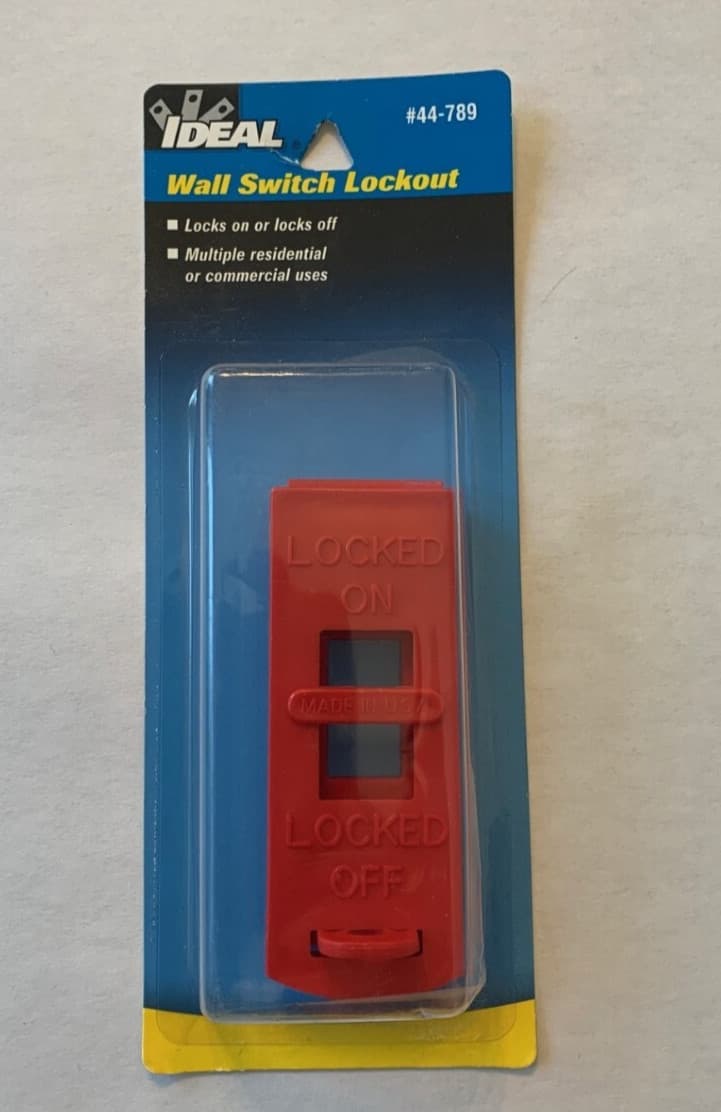 IDEAL
#44-789
Wall Switch Lockout
Locks on or locks off
Multiple residential
or commercial uses
LOCKED
ON
MADE IN U.S.A.
LOCKED
OFF